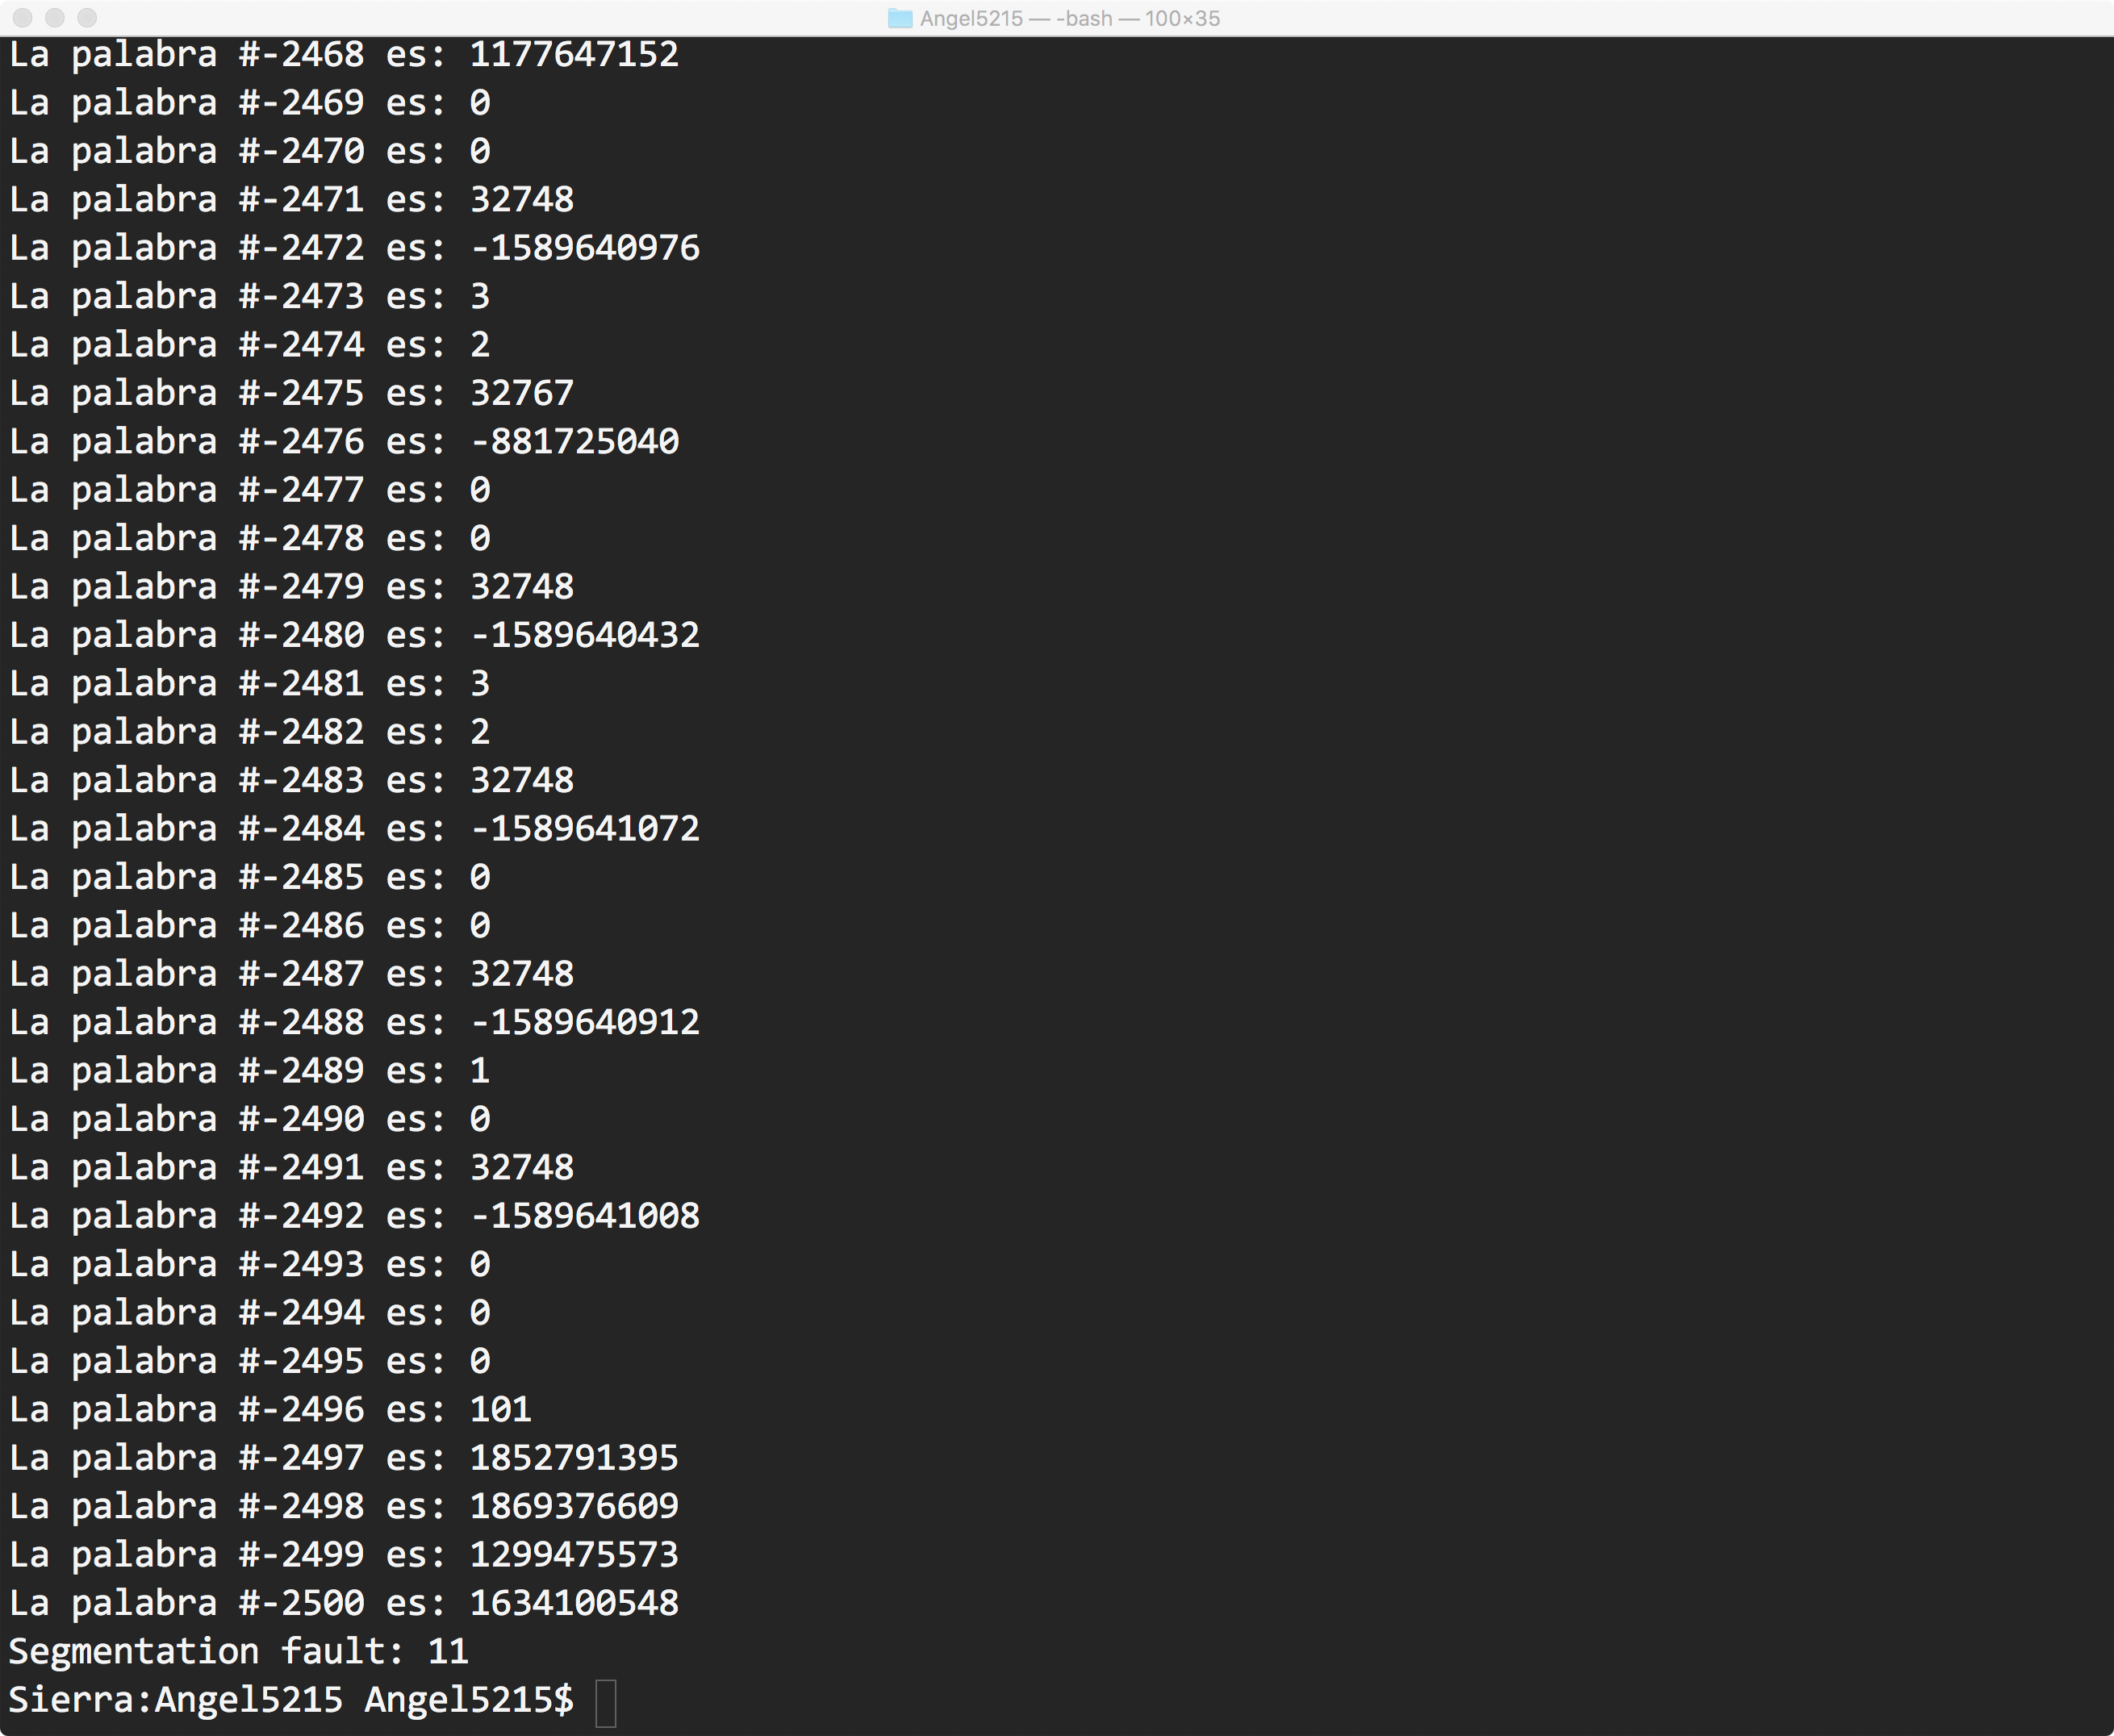 Angel5215 — -bash — 100×35
La palabra #-2468 es: 1177647152
La palabra #-2469 es: 0
La palabra #-2470 es: 0
La palabra #-2471 es: 32748
La palabra #-2472 es: -1589640976
La palabra #-2473 es: 3
La palabra #-2474 es: 2
La palabra #-2475 es: 32767
La palabra #-2476 es: -881725040
La palabra #-2477 es: 0
La palabra #-2478 es: 0
La palabra #-2479 es: 32748
La palabra #-2480 es: -1589640432
La palabra #-2481 es: 3
La palabra #-2482 es: 2
La palabra #-2483 es: 32748
La palabra #-2484 es: -1589641072
La palabra #-2485 es: 0
La palabra #-2486 es: 0
La palabra #-2487 es: 32748
La palabra #-2488 es: -1589640912
La palabra #-2489 es: 1
La palabra #-2490 es: 0
La palabra #-2491 es: 32748
La palabra #-2492 es: -1589641008
La palabra #-2493 es: 0
La palabra #-2494 es: 0
La palabra #-2495 es: 0
La palabra #-2496 es: 101
La palabra #-2497 es: 1852791395
La palabra #-2498 es: 1869376609
La palabra #-2499 es: 1299475573
La palabra #-2500 es: 1634100548
Segmentation fault: 11
Sierra:Angel5215 Angel5215$